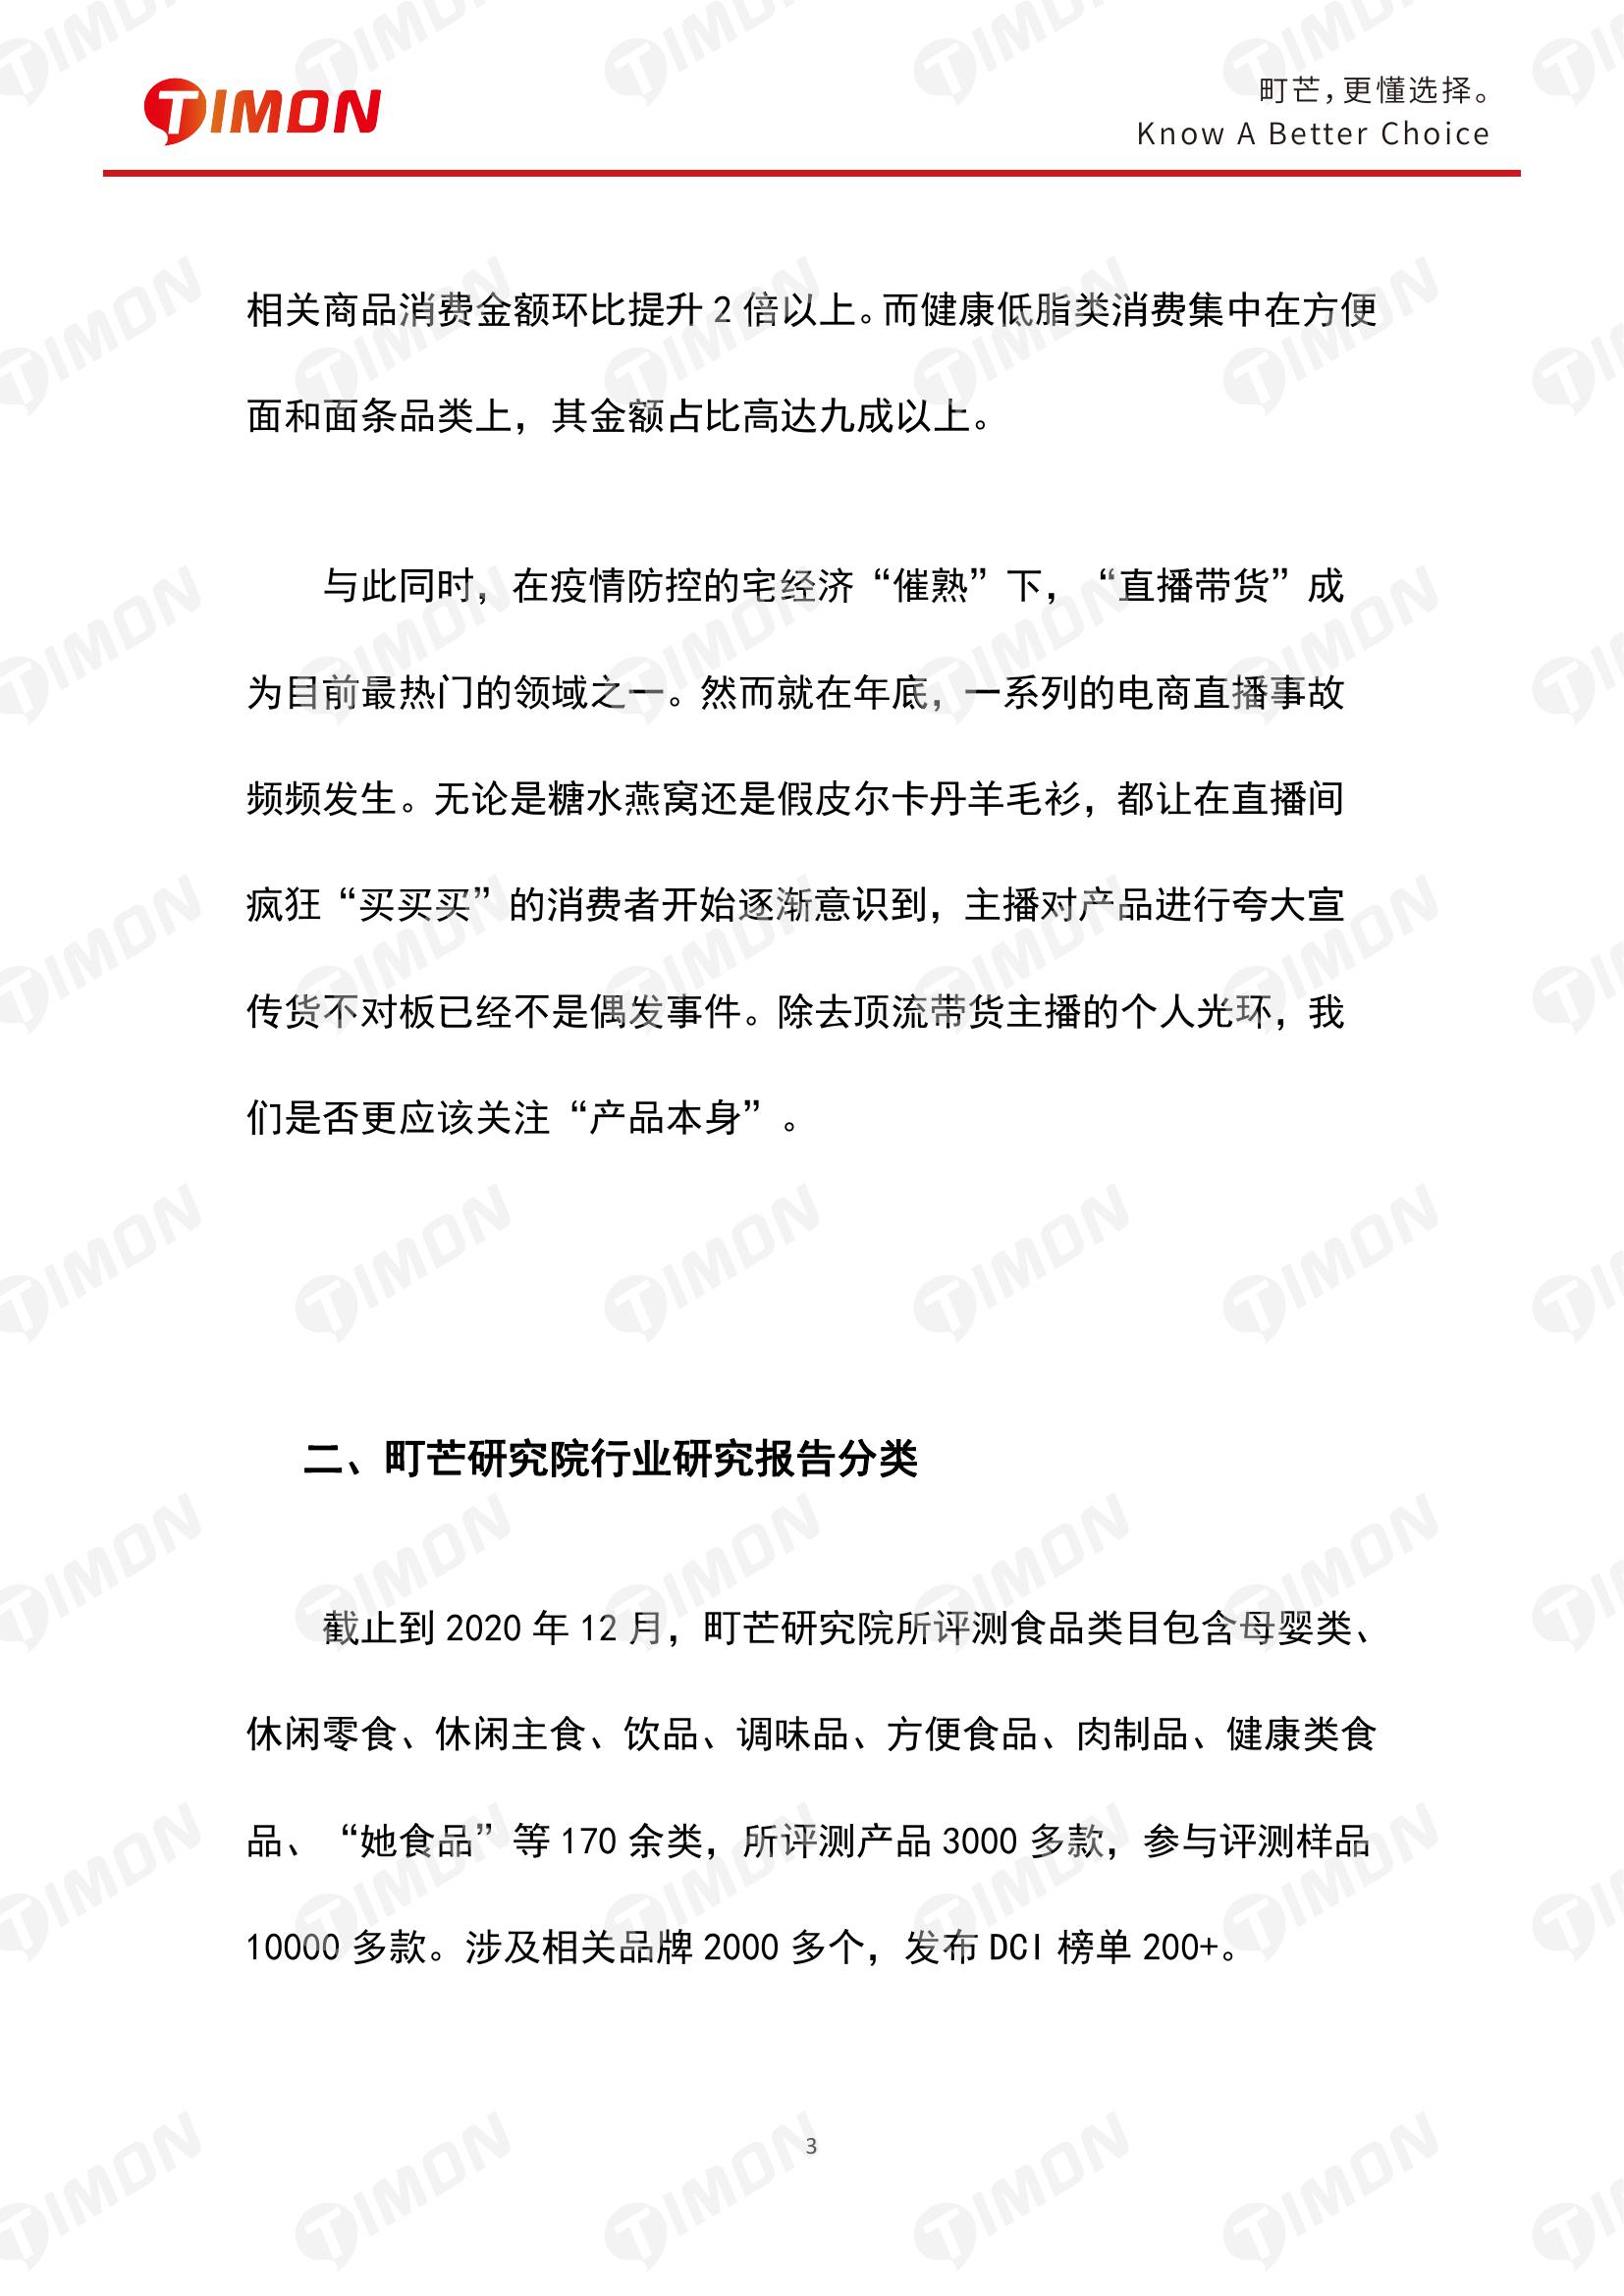 TIMON
町芒，更懂选择。
Know A Better Choice
相关商品消费金额环比提升 2 倍以上。而健康低脂类消费集中在方便
面和面条品类上，其金额占比高达九成以上。
与此同时，在疫情防控的宅经济“催熟”下，“直播带货”成
为目前最热门的领域之一。然而就在年底，一系列的电商直播事故
频频发生。无论是糖水燕窝还是假皮尔卡丹羊毛衫，都让在直播间
疯狂“买买买”的消费者开始逐渐意识到，主播对产品进行夸大宣
传货不对板已经不是偶发事件。除去顶流带货主播的个人光环，我
们是否更应该关注“产品本身”。
二、町芒研究院行业研究报告分类
截止到 2020 年 12 月，町芒研究院所评测食品类目包含母婴类、
休闲零食、休闲主食、饮品、调味品、方便食品、肉制品、健康类食
品、“她食品”等 170 余类，所评测产品 3000 多款，参与评测样品
10000 多款。涉及相关品牌 2000 多个，发布 DCI 榜单 200+。
3